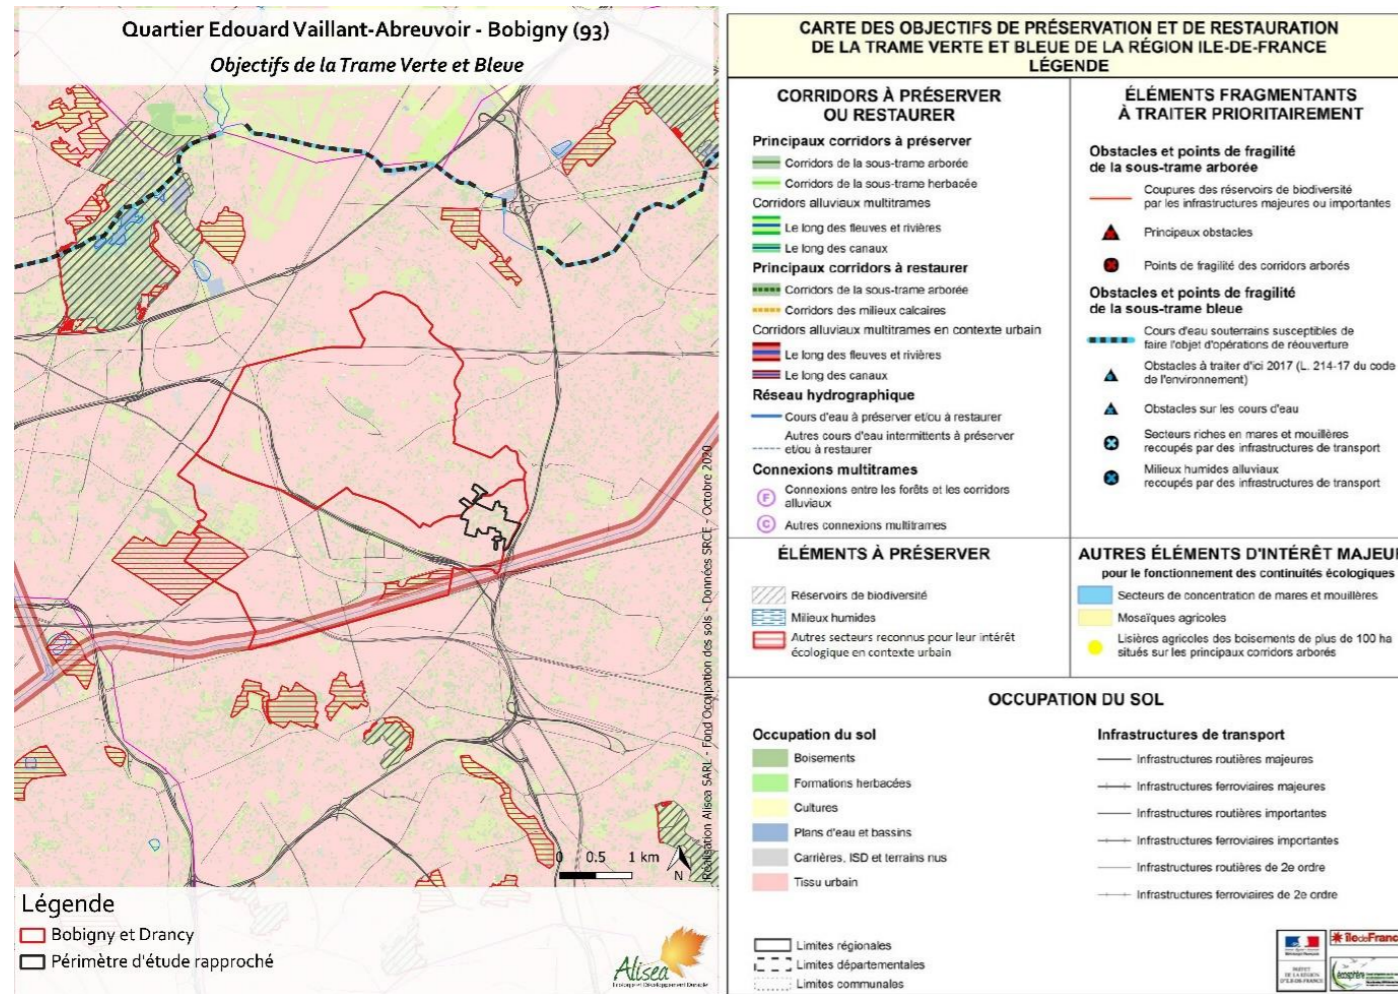 Quartier Edouard Vaillant-Abreuvoir - Bobigny (93)
Objectifs de la Trame Verte et Bleue
Réalisation Alisea SARL - Fond Occupation des sols - Données SRCE - Octobre 2020
0 0.5 1 km
N
Légende
Bobigny et Drancy
Périmètre d'étude rapproché
Alisea
CARTE DES OBJECTIFS DE PRÉSERVATION ET DE RESTAURATION
DE LA TRAME VERTE ET BLEUE DE LA RÉGION ILE-DE-FRANCE
LÉGENDE
CORRIDORS À PRÉSERVER
OU RESTAURER
Principaux corridors à préserver
Corridors de la sous-trame arborée
Corridors de la sous-trame herbacée
Corridors alluviaux multitrames
Le long des fleuves et rivières
Le long des canaux
Principaux corridors à restaurer
Corridors de la sous-trame arborée
Corridors des milieux calcaires
Corridors alluviaux multitrames en contexte urbain
Le long des fleuves et rivières
Le long des canaux
Réseau hydrographique
Cours d'eau à préserver et/ou à restaurer
Autres cours d'eau intermittents à préserver
et/ou à restaurer
Connexions multitrames
F
Connexions entre les forêts et les corridors
alluviaux
C
Autres connexions multitrames
ÉLÉMENTS FRAGMENTANTS
À TRAITER PRIORITAIREMENT
Obstacles et points de fragilité
de la sous-trame arborée
Coupures des réservoirs de biodiversité
par les infrastructures majeures ou importantes
Principaux obstacles
Points de fragilité des corridors arborés
Obstacles et points de fragilité
de la sous-trame bleue
Cours d'eau souterrains susceptibles de
faire l'objet d'opérations de réouverture
Obstacles à traiter d'ici 2017 (L. 214-17 du code
de l'environnement)
Obstacles sur les cours d'eau
Secteurs riches en mares et mouillères
recoupés par des infrastructures de transport
Milieux humides alluviaux
recoupés par des infrastructures de transport
ÉLÉMENTS À PRÉSERVER
Réservoirs de biodiversité
Milieux humides
Autres secteurs reconnus pour leur intérêt
écologique en contexte urbain
AUTRES ÉLÉMENTS D'INTÉRÊT MAJEUR
pour le fonctionnement des continuités écologiques
Secteurs de concentration de mares et mouillères
Mosaïques agricoles
Lisières agricoles des boisements de plus de 100 ha
situés sur les principaux corridors arborés
OCCUPATION DU SOL
Occupation du sol
Boisements
Formations herbacées
Cultures
Plans d'eau et bassins
Carrières, ISD et terrains nus
Tissu urbain
Infrastructures de transport
Infrastructures routières majeures
Infrastructures ferroviaires majeures
Infrastructures routières importantes
Infrastructures ferroviaires importantes
Infrastructures routières de 2e ordre
Infrastructures ferroviaires de 2e ordre
Limites régionales
Limites départementales
Limites communales
PRÉFET
DE LA RÉGION
D'ILE-DE-FRANCE